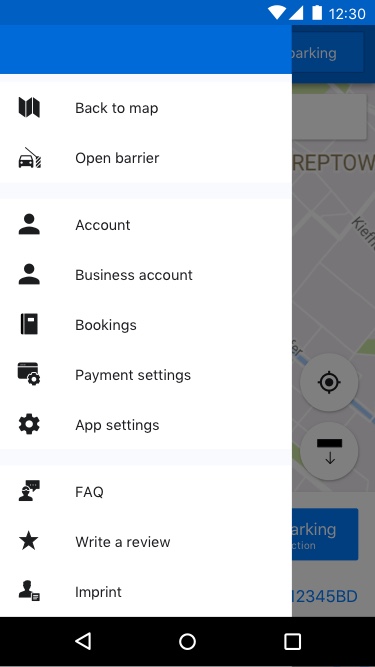 12:30
parking
Back to map
Open barrier
REPTOW
Account
Business account
Bookings
Payment settings
App settings
FAQ
arking
Write a review
ction
Imprint
12345BD